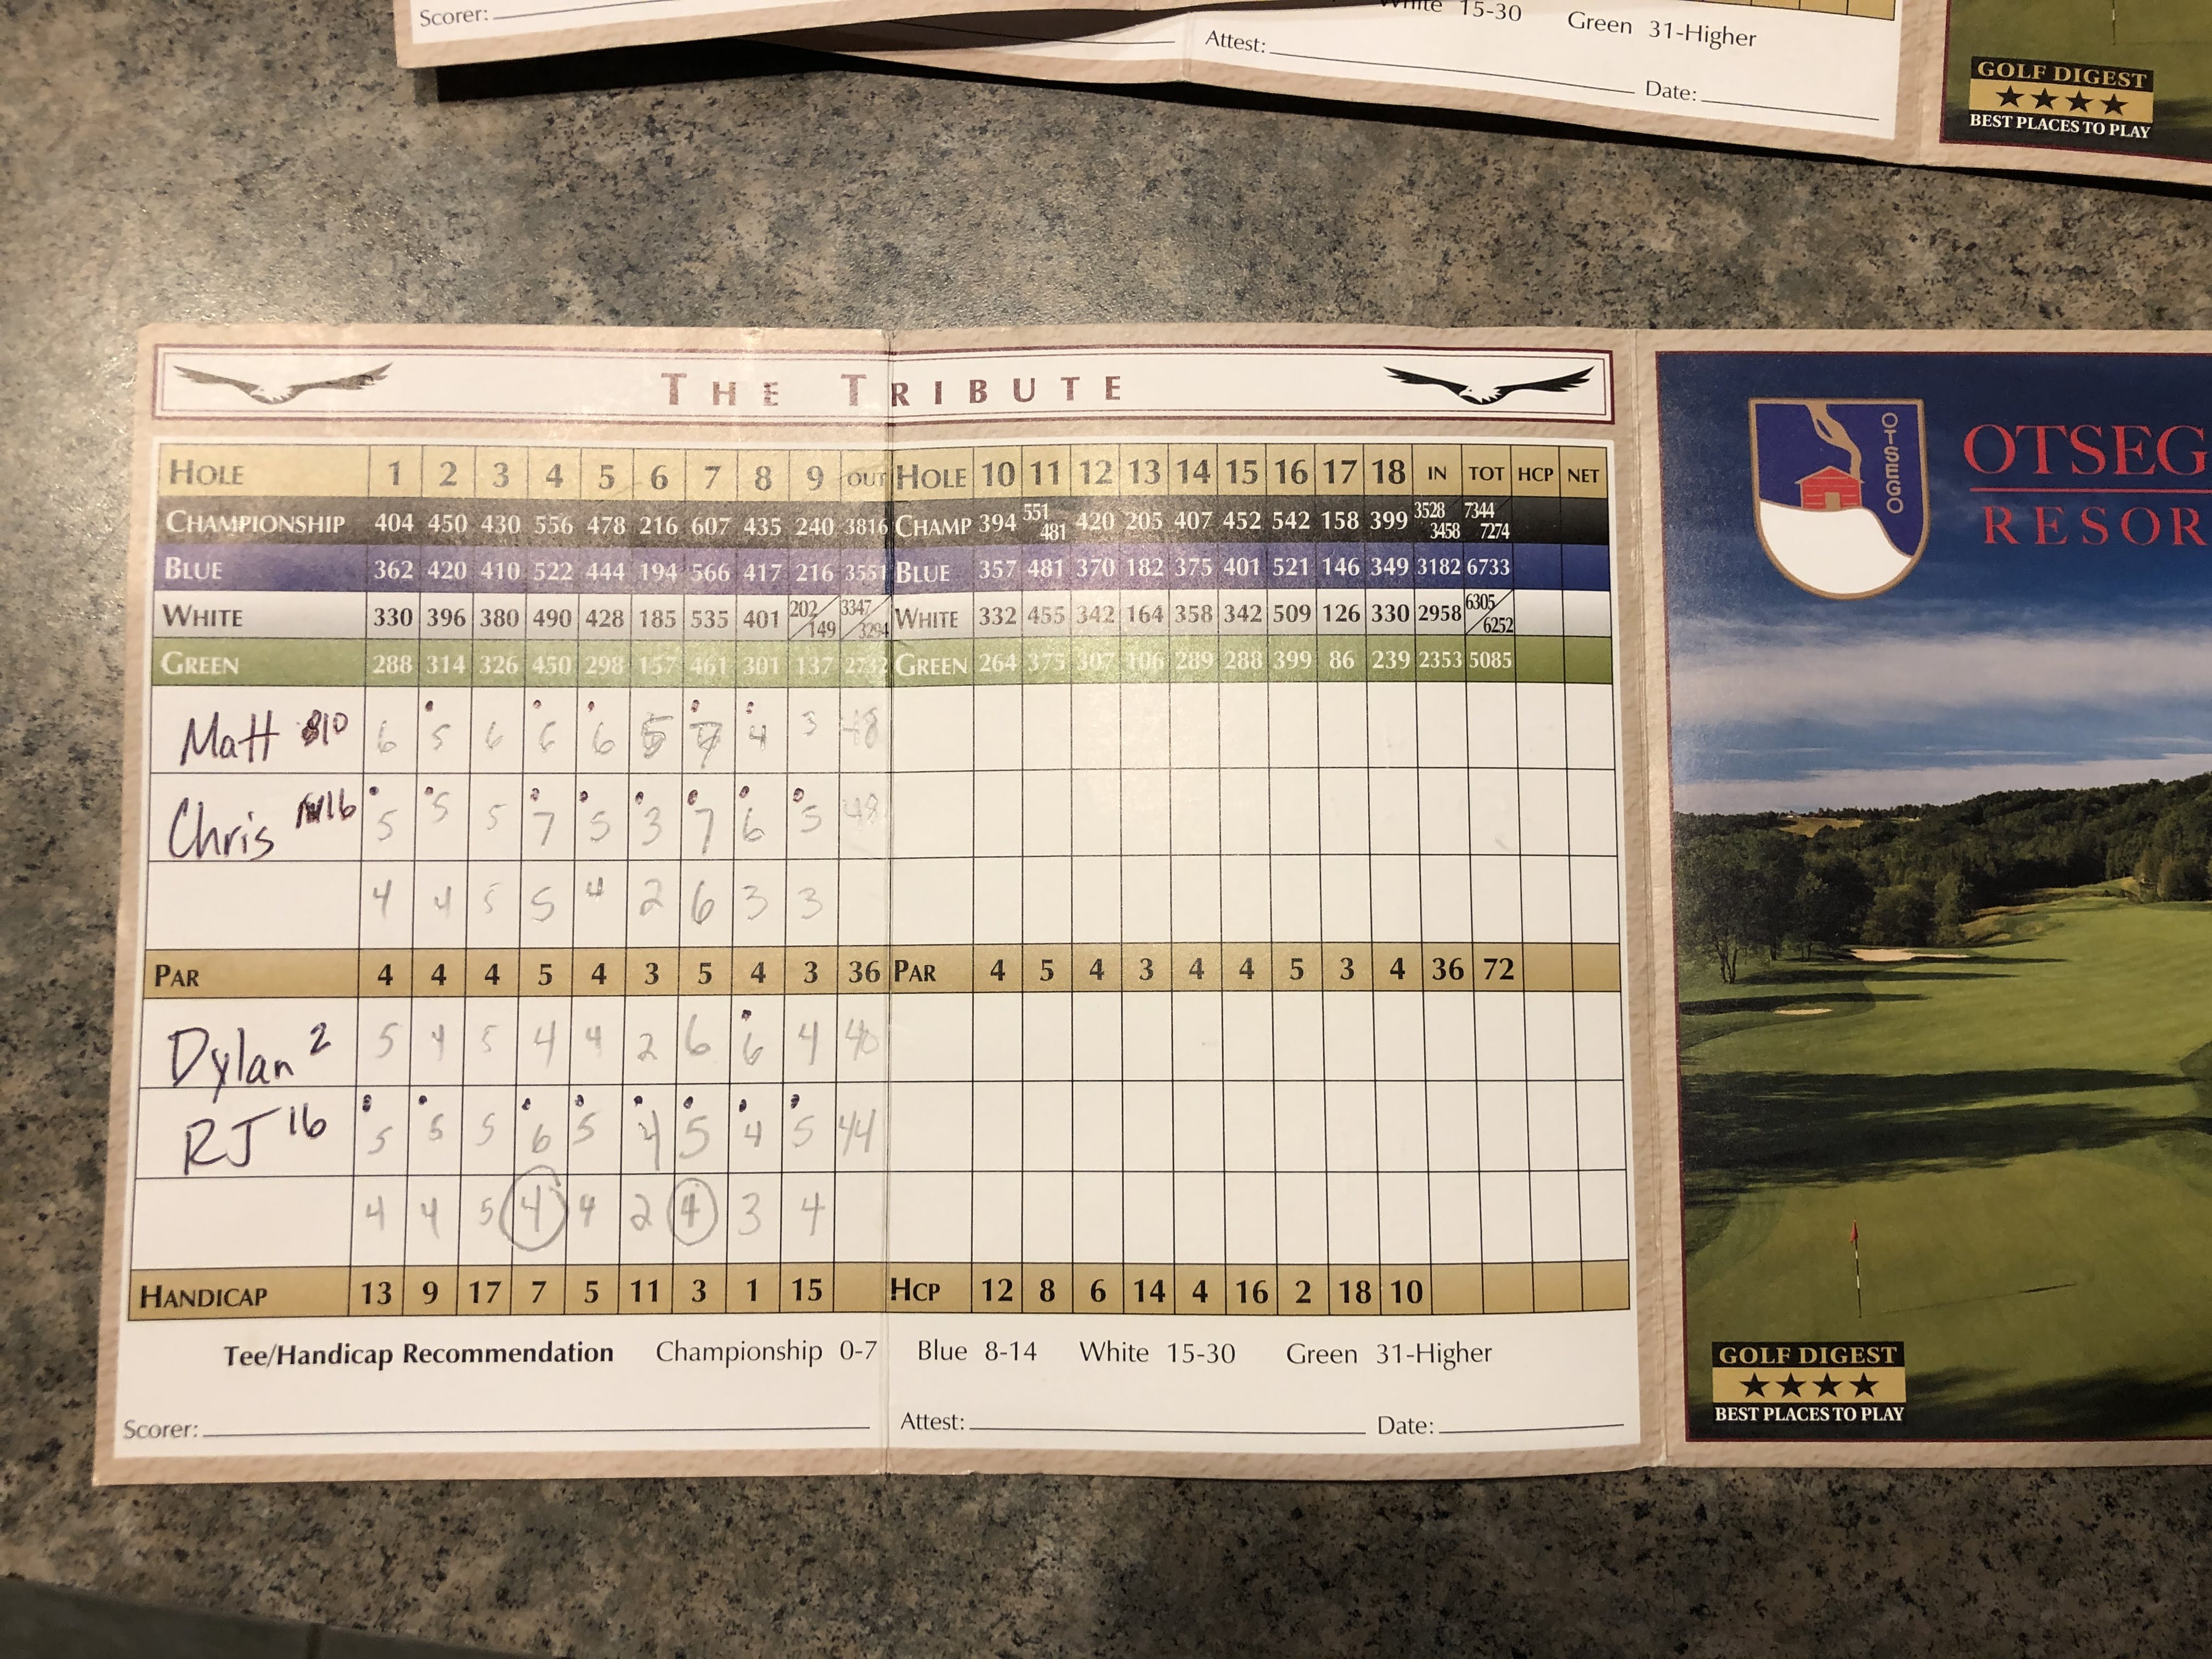 Scorer:
White 15-30 Green 31-Higher
Attest:
Date:
GOLF DIGEST
★★★★
BEST PLACES TO PLAY
THE TRIBUTE
HOLE 1 2 3 4 5 6 7 8 9 OUT HOLE 10 11 12 13 14 15 16 17 18 IN TOT HCP NET
CHAMPIONSHIP 404 450 430 556 478 216 607 435 240 3816 CHAMP 394 551/481 420 205 407 452 542 158 399 3528/3458 7344/7274
BLUE 362 420 410 522 444 194 566 417 216 3551 BLUE 357 481 370 182 375 401 521 146 349 3182 6733
WHITE 330 396 380 490 428 185 535 401 202/149 3347/3294 WHITE 332 455 342 164 358 342 509 126 330 2958 6305/6252
GREEN 288 314 326 450 298 157 461 301 137 2732 GREEN 264 375 307 106 289 288 399 86 239 2353 5085
Matt 10 6 5 6 6 6 5 7 4 3 48
Chris 16 5 5 5 7 5 3 7 6 5 48
4 4 5 5 4 2 6 3 3
PAR 4 4 4 5 4 3 5 4 3 36 PAR 4 5 4 3 4 4 5 3 4 36 72
Dylan 2 5 4 5 4 4 2 6 6 4 40
RJ 16 5 5 5 6 5 4 5 4 5 44
4 4 5 4 4 2 4 3 4
HANDICAP 13 9 17 7 5 11 3 1 15 HCP 12 8 6 14 4 16 2 18 10
Tee/Handicap Recommendation Championship 0-7 Blue 8-14 White 15-30 Green 31-Higher
Scorer: Attest: Date:
OTSEGO
OTSEG
RESOR
GOLF DIGEST
★★★★
BEST PLACES TO PLAY